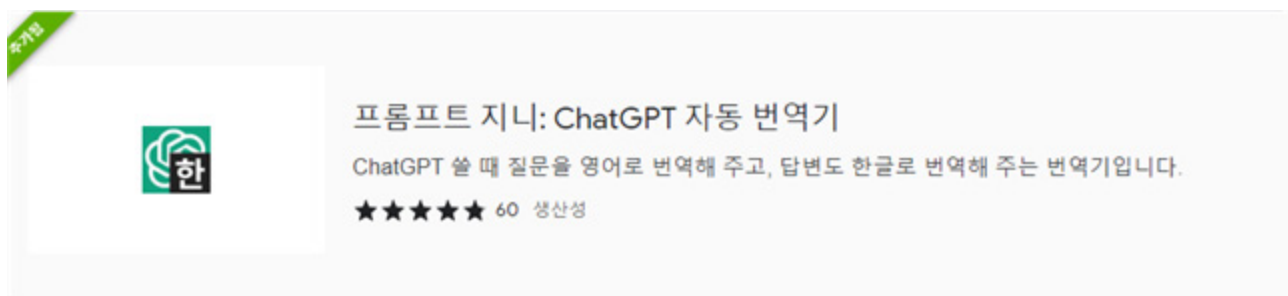 추가됨
한
프롬프트 지니: ChatGPT 자동 번역기
ChatGPT 쓸 때 질문을 영어로 번역해 주고, 답변도 한글로 번역해 주는 번역기입니다.
60 생산성